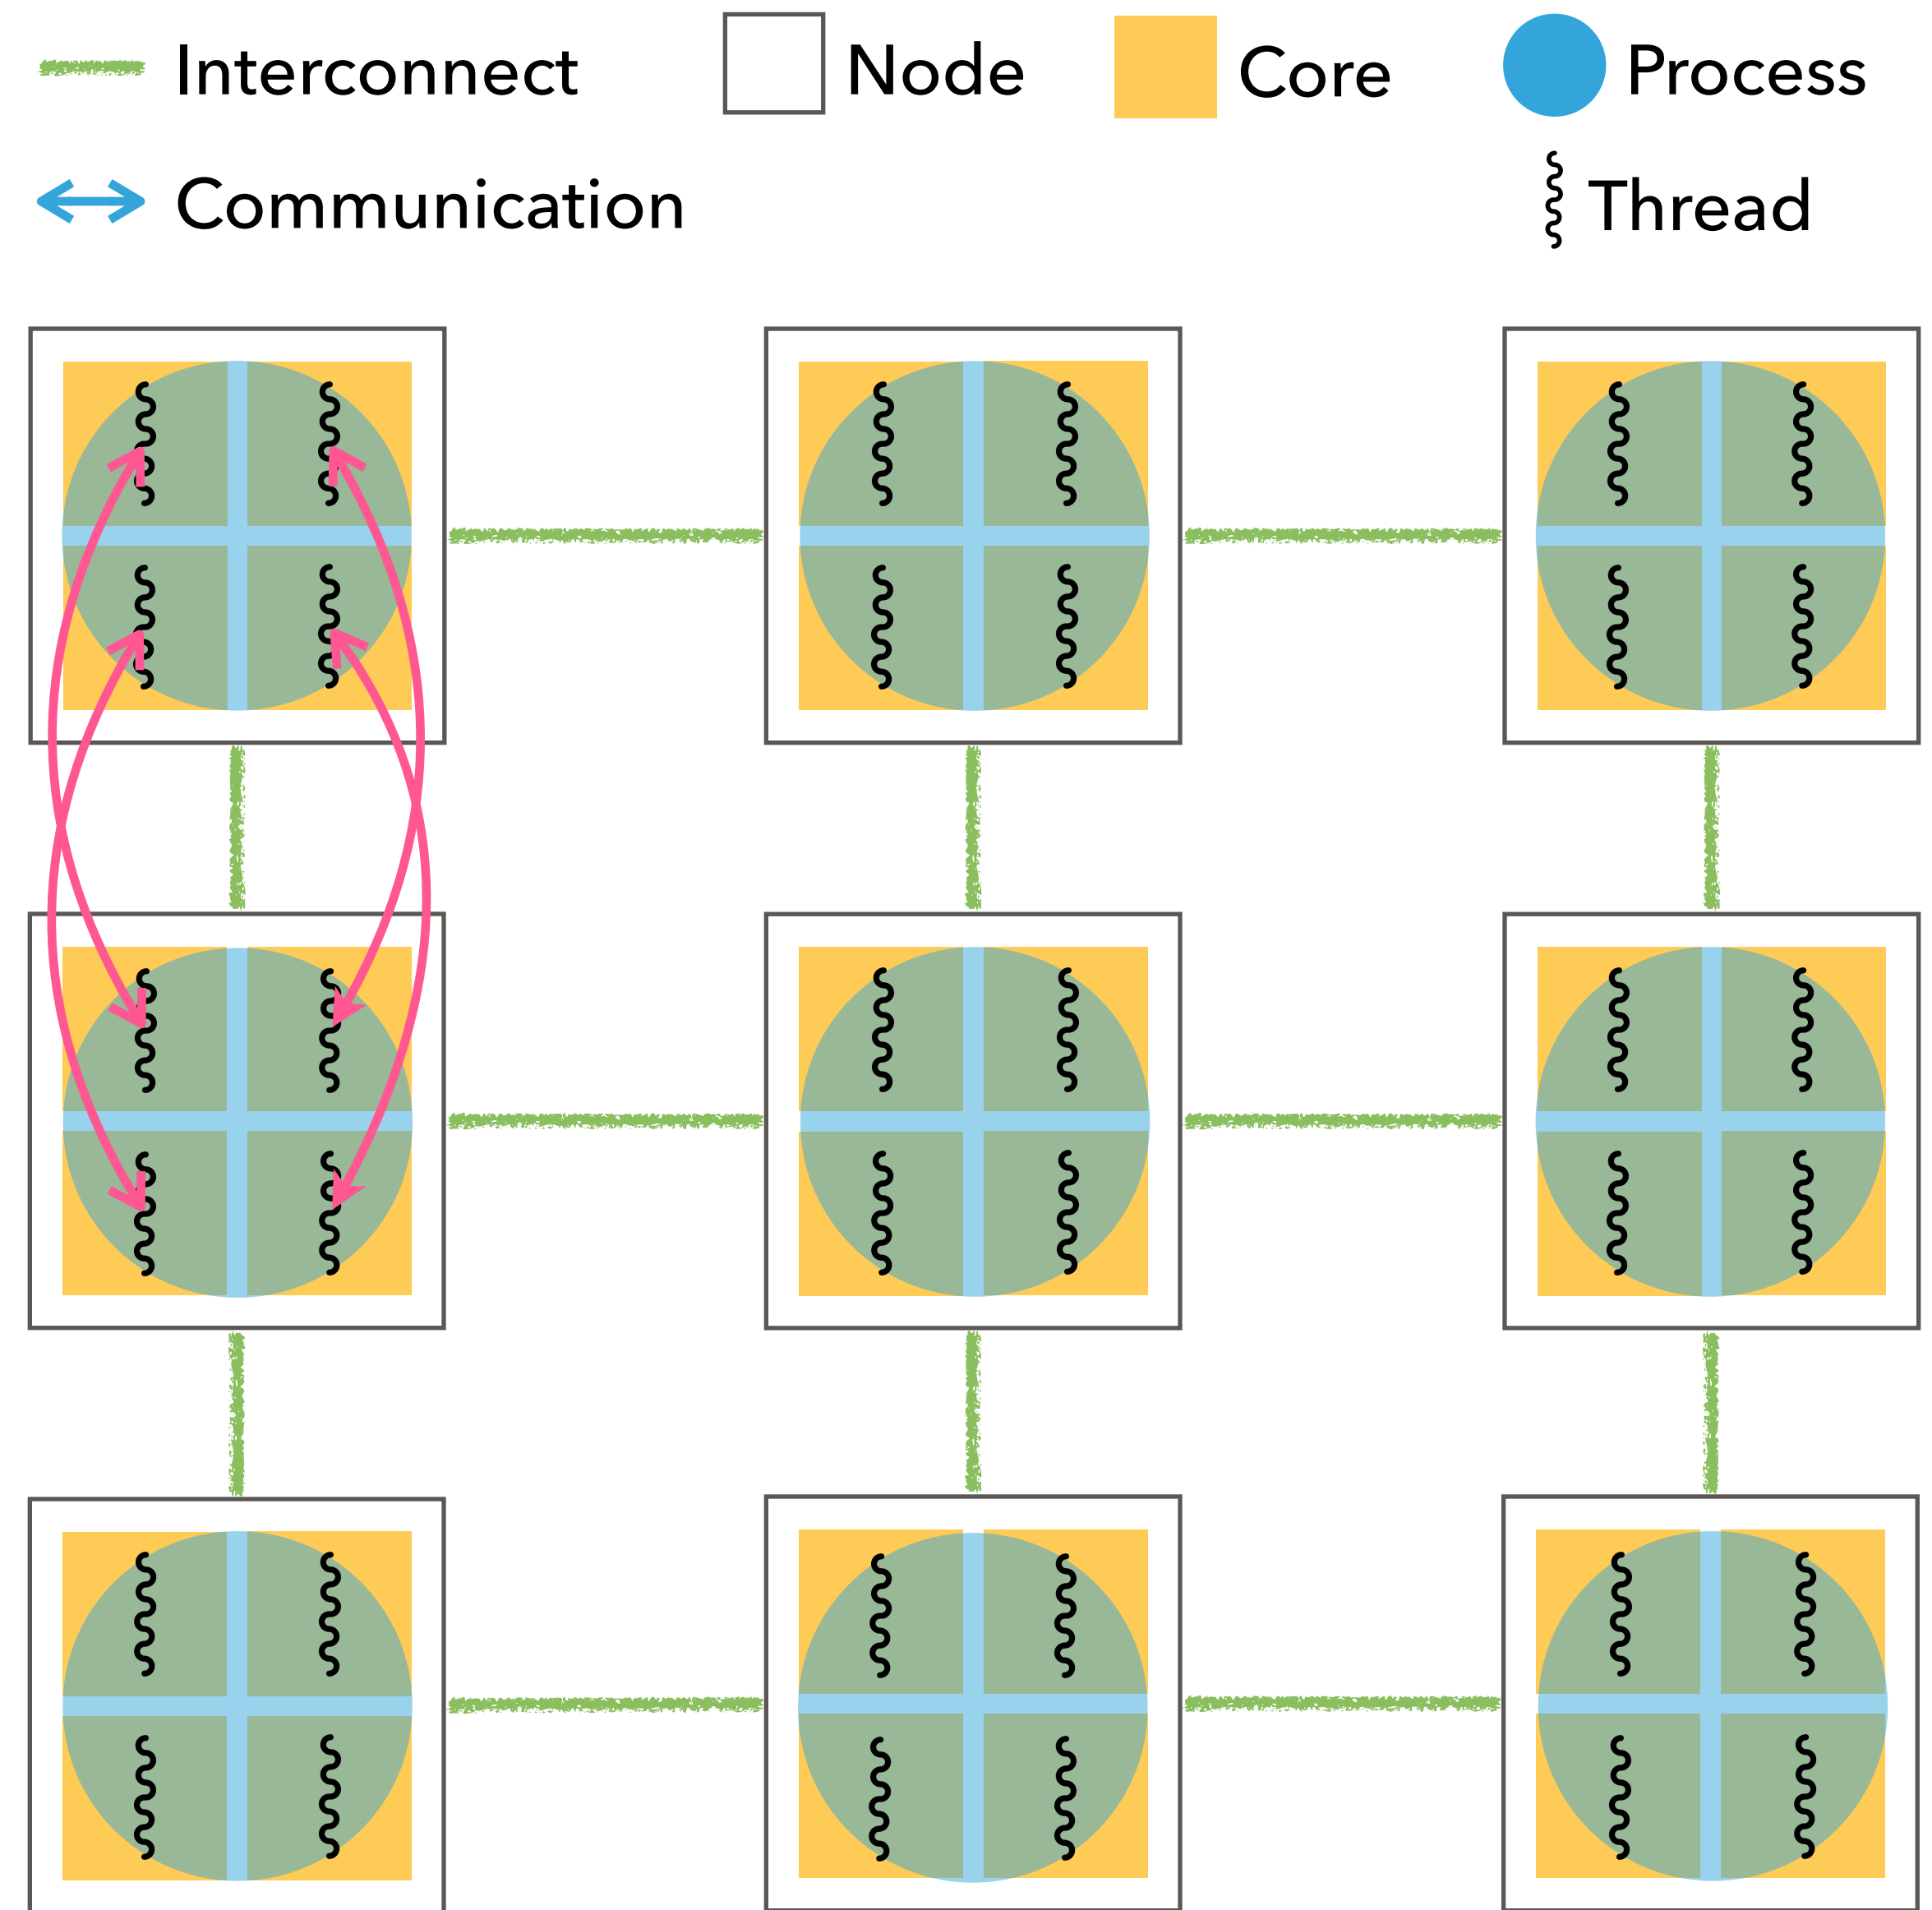 Interconnect
Node
Core
Process
Communication
Thread